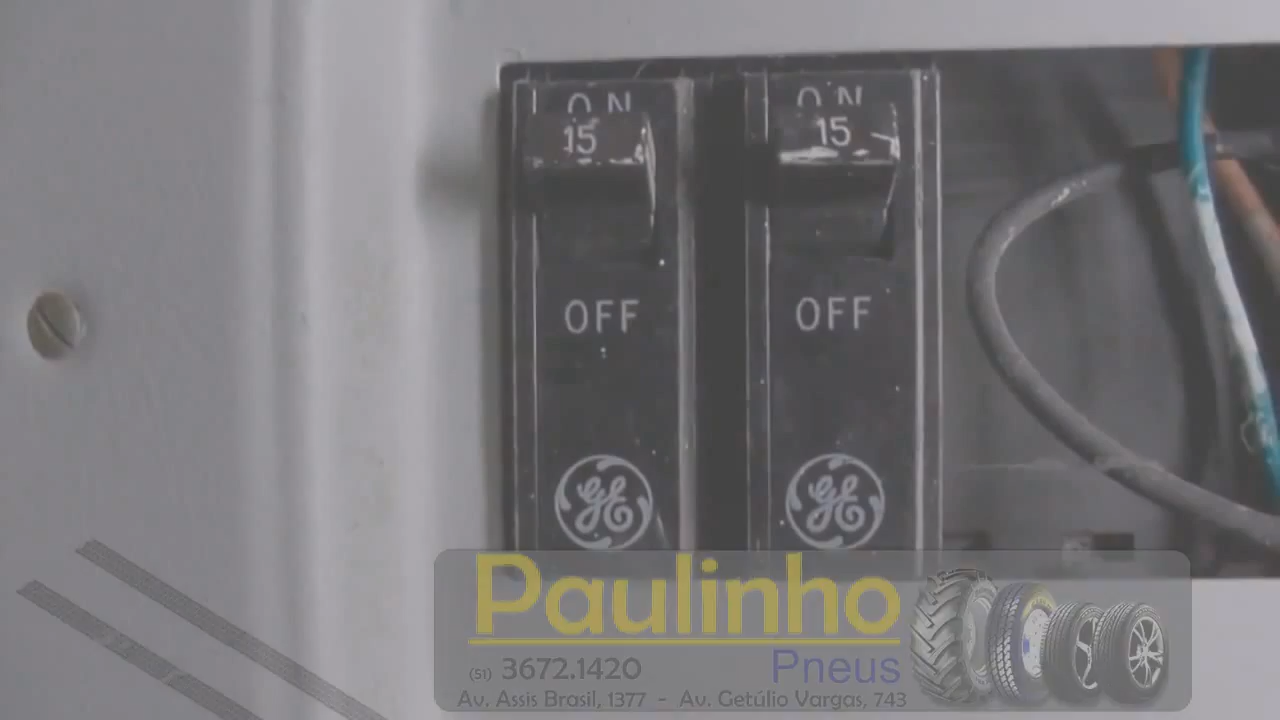 ON
15
OFF
GE
ON
15
OFF
GE
Paulinho
Pneus
(51) 3672.1420
Av. Assis Brasil, 1377 - Av. Getúlio Vargas, 743